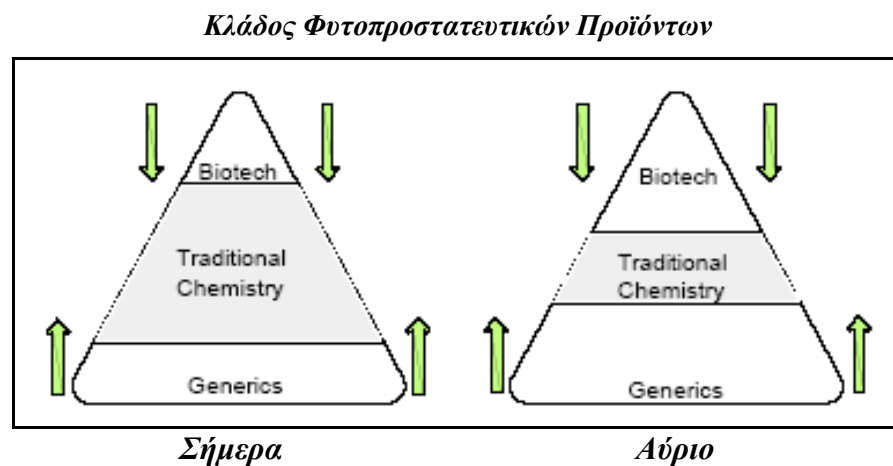 Κλάδος Φυτοπροστατευτικών Προϊόντων
Biotech
Traditional
Chemistry
Generics
Biotech
Traditional
Chemistry
Generics
Σήμερα
Αύριο